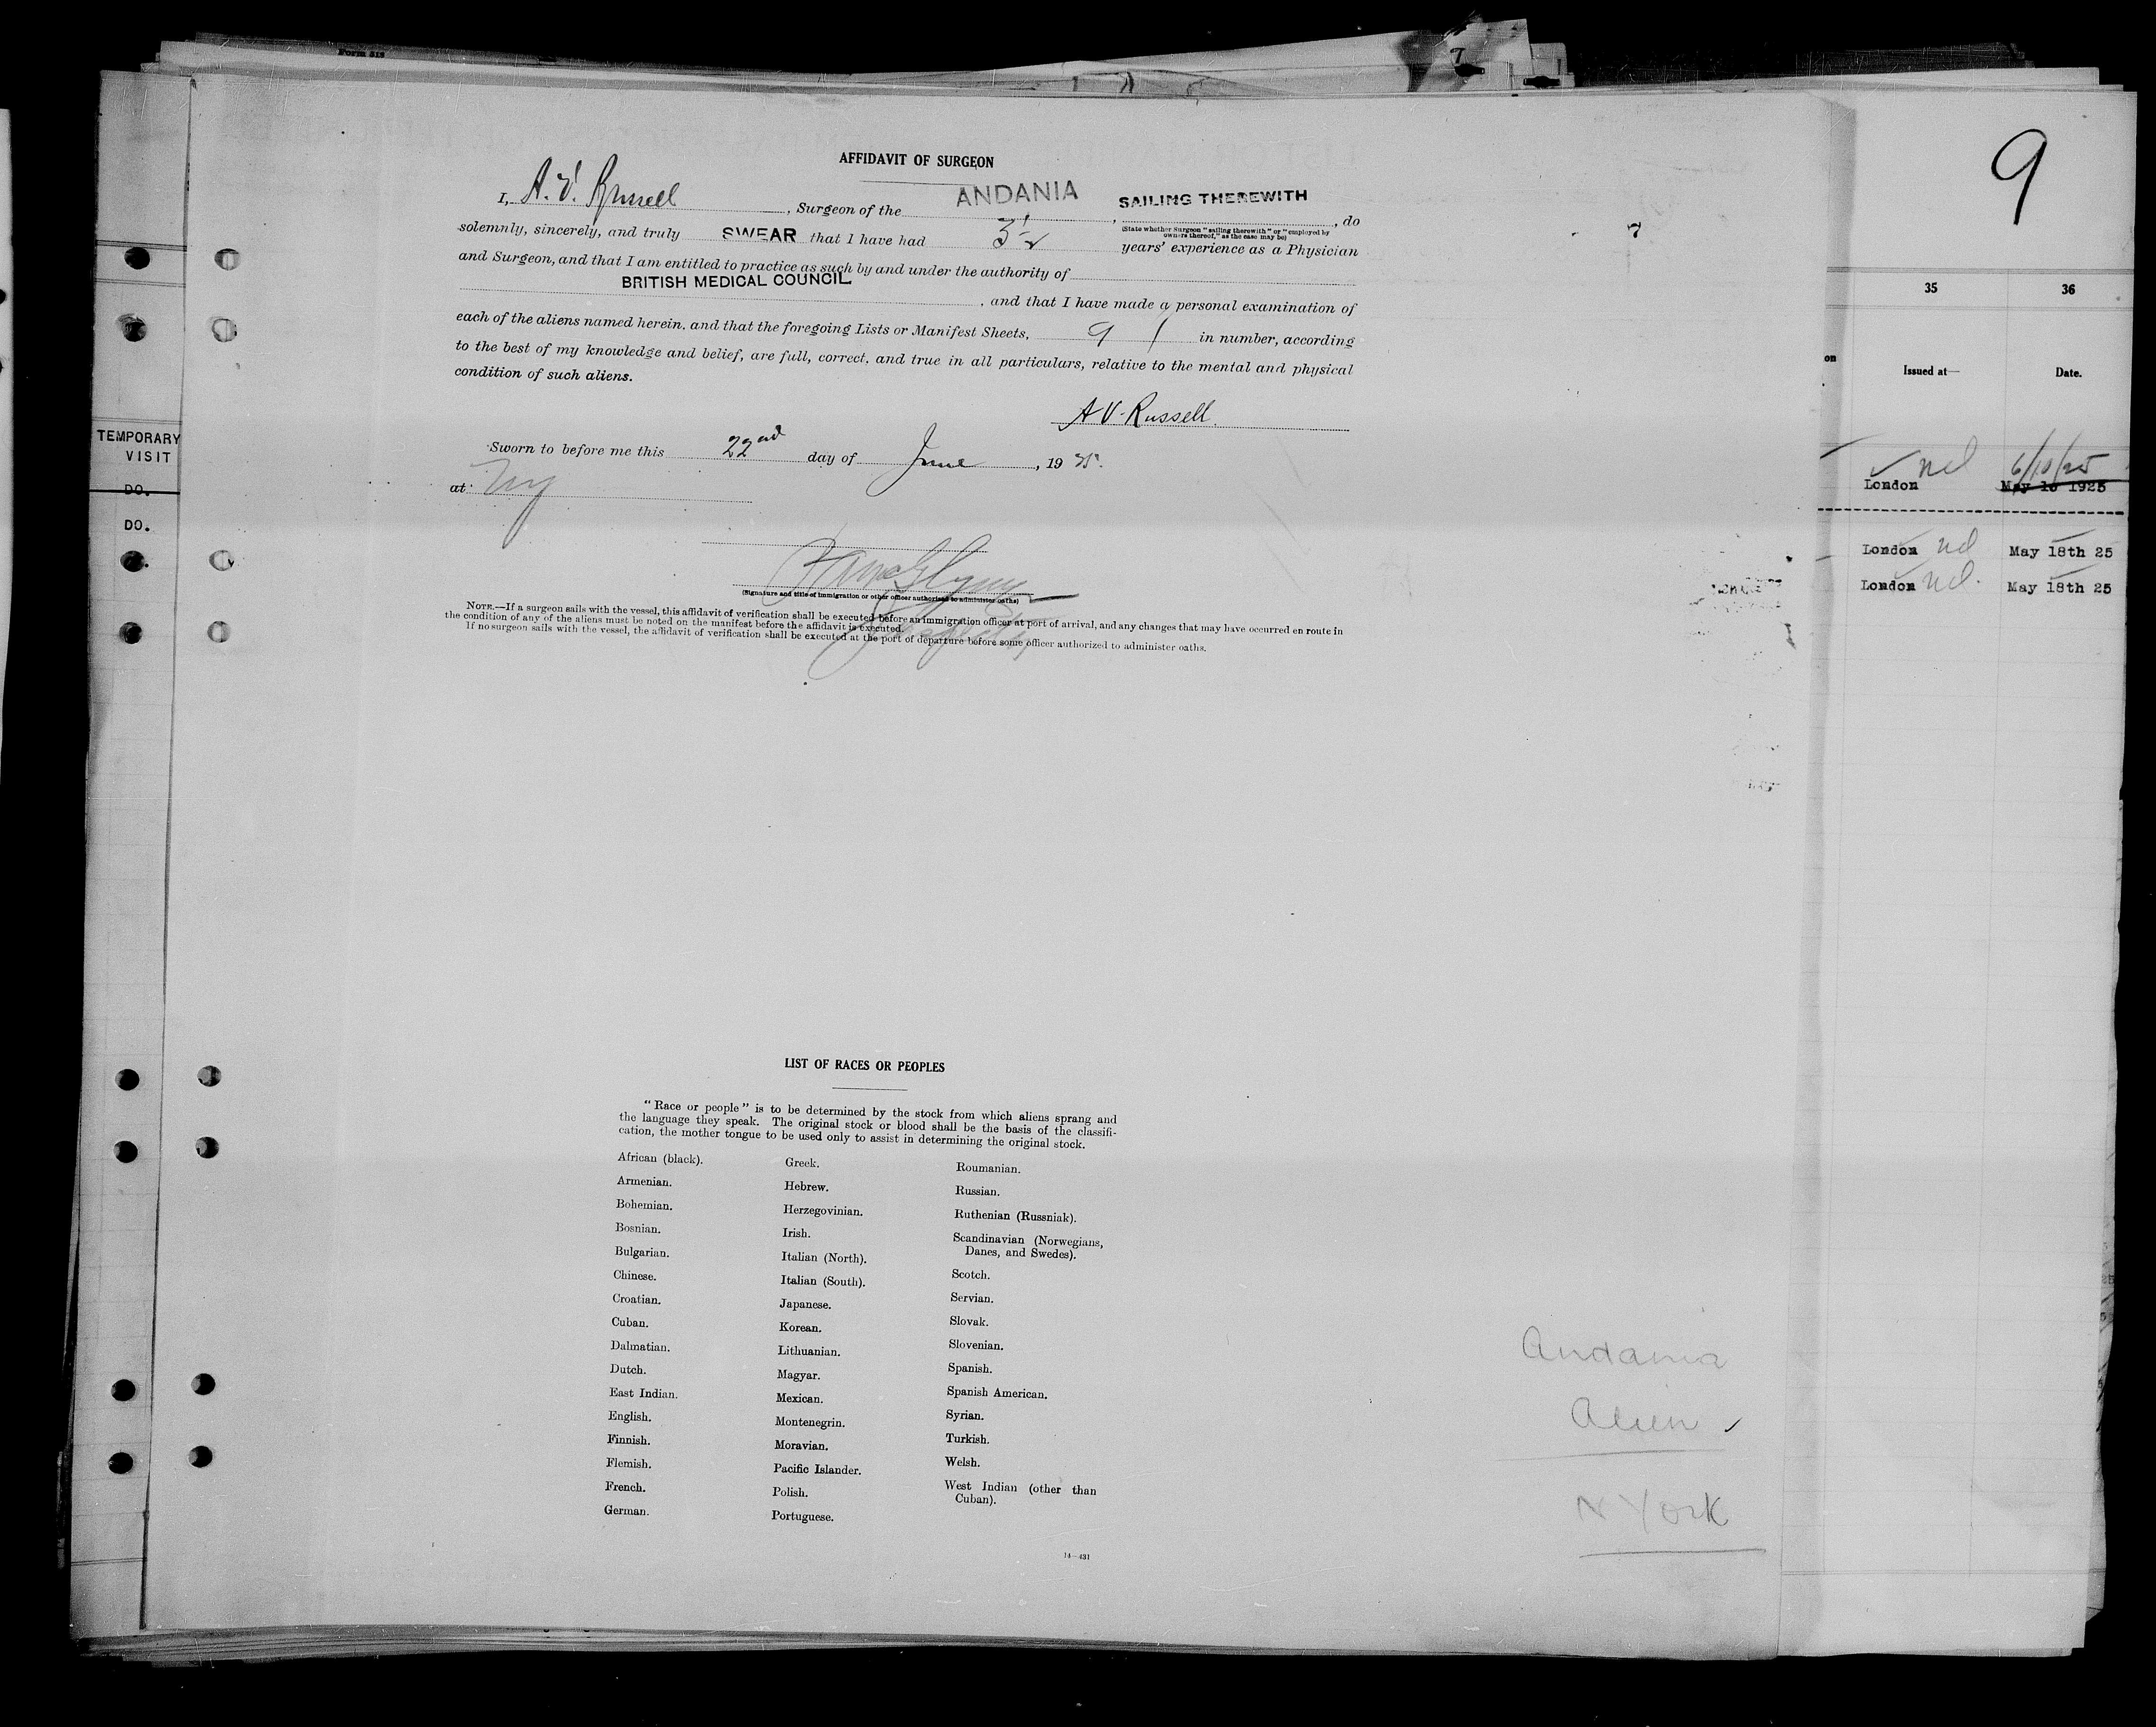 Form 515
7
9
AFFIDAVIT OF SURGEON
I, A. V. Russell, Surgeon of the ANDANIA, SAILING THEREWITH, do
(State whether Surgeon "sailing therewith" or "employed by
owners thereof," as the case may be)
solemnly, sincerely, and truly SWEAR that I have had years' experience as a Physician
and Surgeon, and that I am entitled to practice as such by and under the authority of
BRITISH MEDICAL COUNCIL, and that I have made a personal examination of
each of the aliens named herein, and that the foregoing Lists or Manifest Sheets, 9 in number, according
to the best of my knowledge and belief, are full, correct, and true in all particulars, relative to the mental and physical
condition of such aliens.
A V. Russell.
Sworn to before me this 22nd day of June, 1925.
at NY
(Signature and title of immigration or other officer authorized to administer oaths)
NOTE.—If a surgeon sails with the vessel, this affidavit of verification shall be executed before an immigration officer at port of arrival, and any changes that may have occurred en route in
the condition of any of the aliens must be noted on the manifest before the affidavit is executed.
If no surgeon sails with the vessel, the affidavit of verification shall be executed at the port of departure before some officer authorized to administer oaths.
7
TEMPORARY
VISIT
DO.
DO.
35 36
on
Issued at— Date.
6/10/25
London May 18 1925
London May 18th 25
London May 18th 25
LIST OF RACES OR PEOPLES
"Race or people" is to be determined by the stock from which aliens sprang and
the language they speak. The original stock or blood shall be the basis of the classifi-
cation, the mother tongue to be used only to assist in determining the original stock.
African (black).
Armenian.
Bohemian.
Bosnian.
Bulgarian.
Chinese.
Croatian.
Cuban.
Dalmatian.
Dutch.
East Indian.
English.
Finnish.
Flemish.
French.
German.
Greek.
Hebrew.
Herzegovinian.
Irish.
Italian (North).
Italian (South).
Japanese.
Korean.
Lithuanian.
Magyar.
Mexican.
Montenegrin.
Moravian.
Pacific Islander.
Polish.
Portuguese.
Roumanian.
Russian.
Ruthenian (Russniak).
Scandinavian (Norwegians,
Danes, and Swedes).
Scotch.
Servian.
Slovak.
Slovenian.
Spanish.
Spanish American.
Syrian.
Turkish.
Welsh.
West Indian (other than
Cuban).
14—431
Andania
Alien
N York